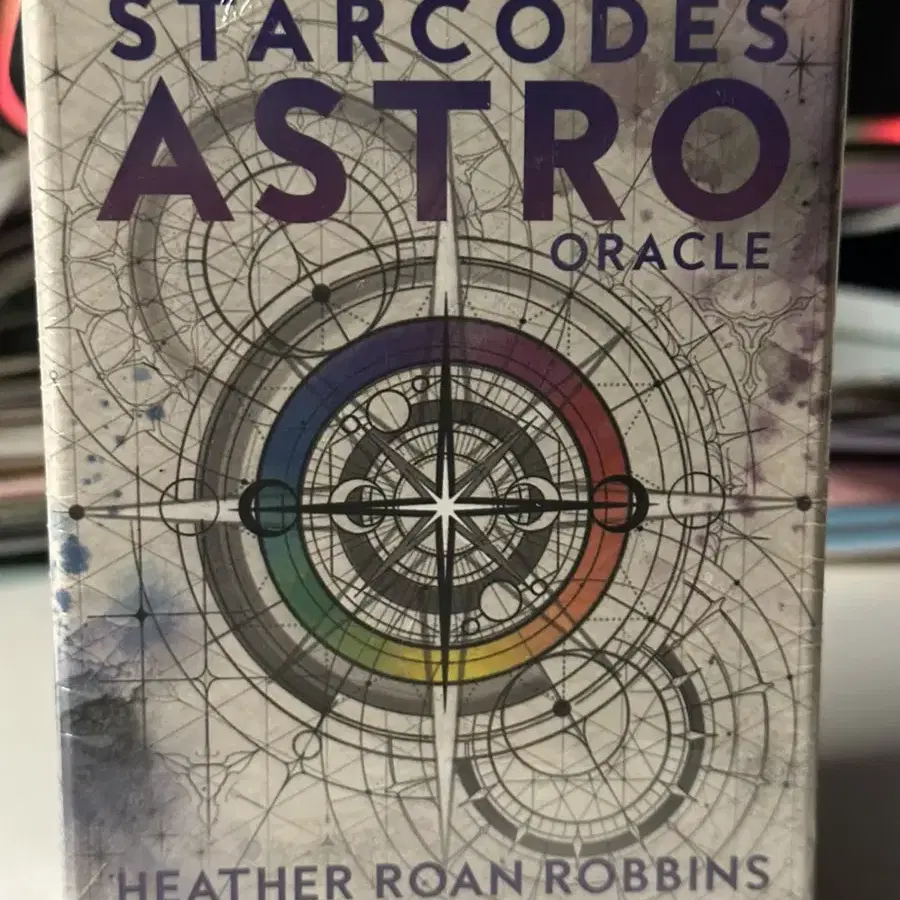 STARCODES
ASTRO
ORACLE
HEATHER ROAN ROBBINS